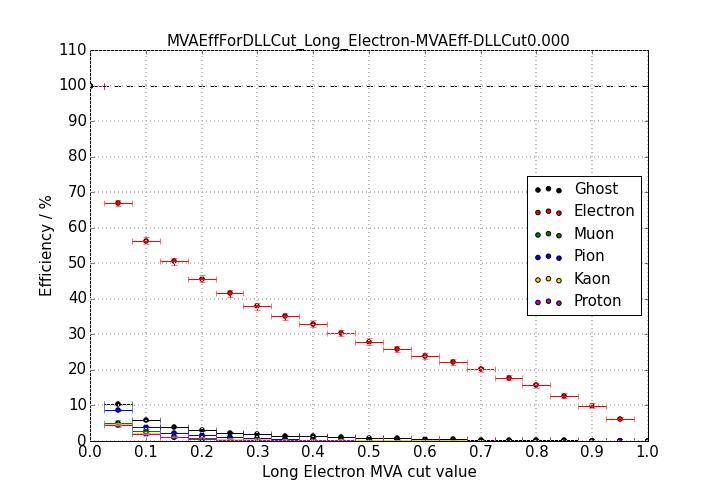 MVAEffForDLLCut_Long_Electron-MVAEff-DLLCut0.000
110
100
90
80
70
60
50
40
30
20
10
0
Efficiency / %
Ghost
Electron
Muon
Pion
Kaon
Proton
0.0 0.1 0.2 0.3 0.4 0.5 0.6 0.7 0.8 0.9 1.0
Long Electron MVA cut value